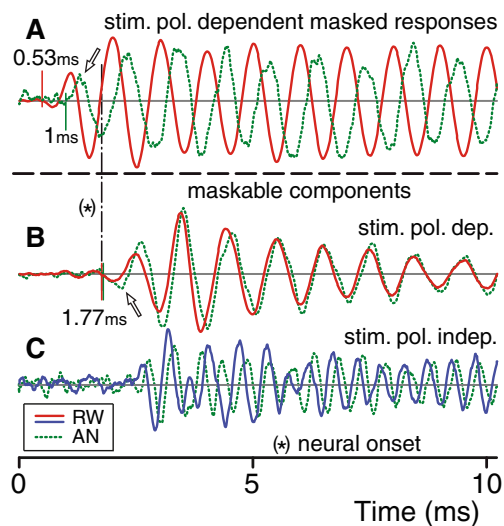 A stim. pol. dependent masked responses
0.53ms
1ms
maskable components
(*)
B stim. pol. dep.
1.77ms
C stim. pol. indep.
RW
AN
(*) neural onset
0 5 10
Time (ms)